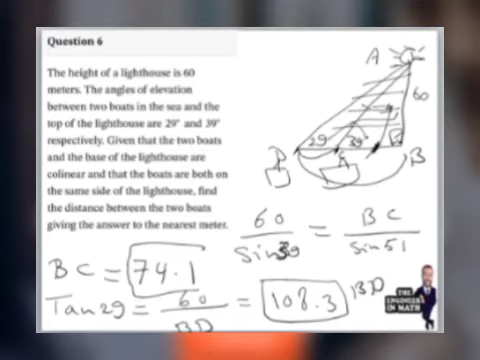 Question 6
The height of a lighthouse is 60
meters. The angles of elevation
between two boats in the sea and the
top of the lighthouse are 29° and 39°
respectively. Given that the two boats
and the base of the lighthouse are
colinear and that the boats are both on
the same side of the lighthouse, find
the distance between the two boats
giving the answer to the nearest meter.
A
60
29
39°
D
B
60/sin39 = BC/sin51
BC = 74.1
Tan29 = 60/BD = 108.3 BD
THE
ENGINEER
IN MATH